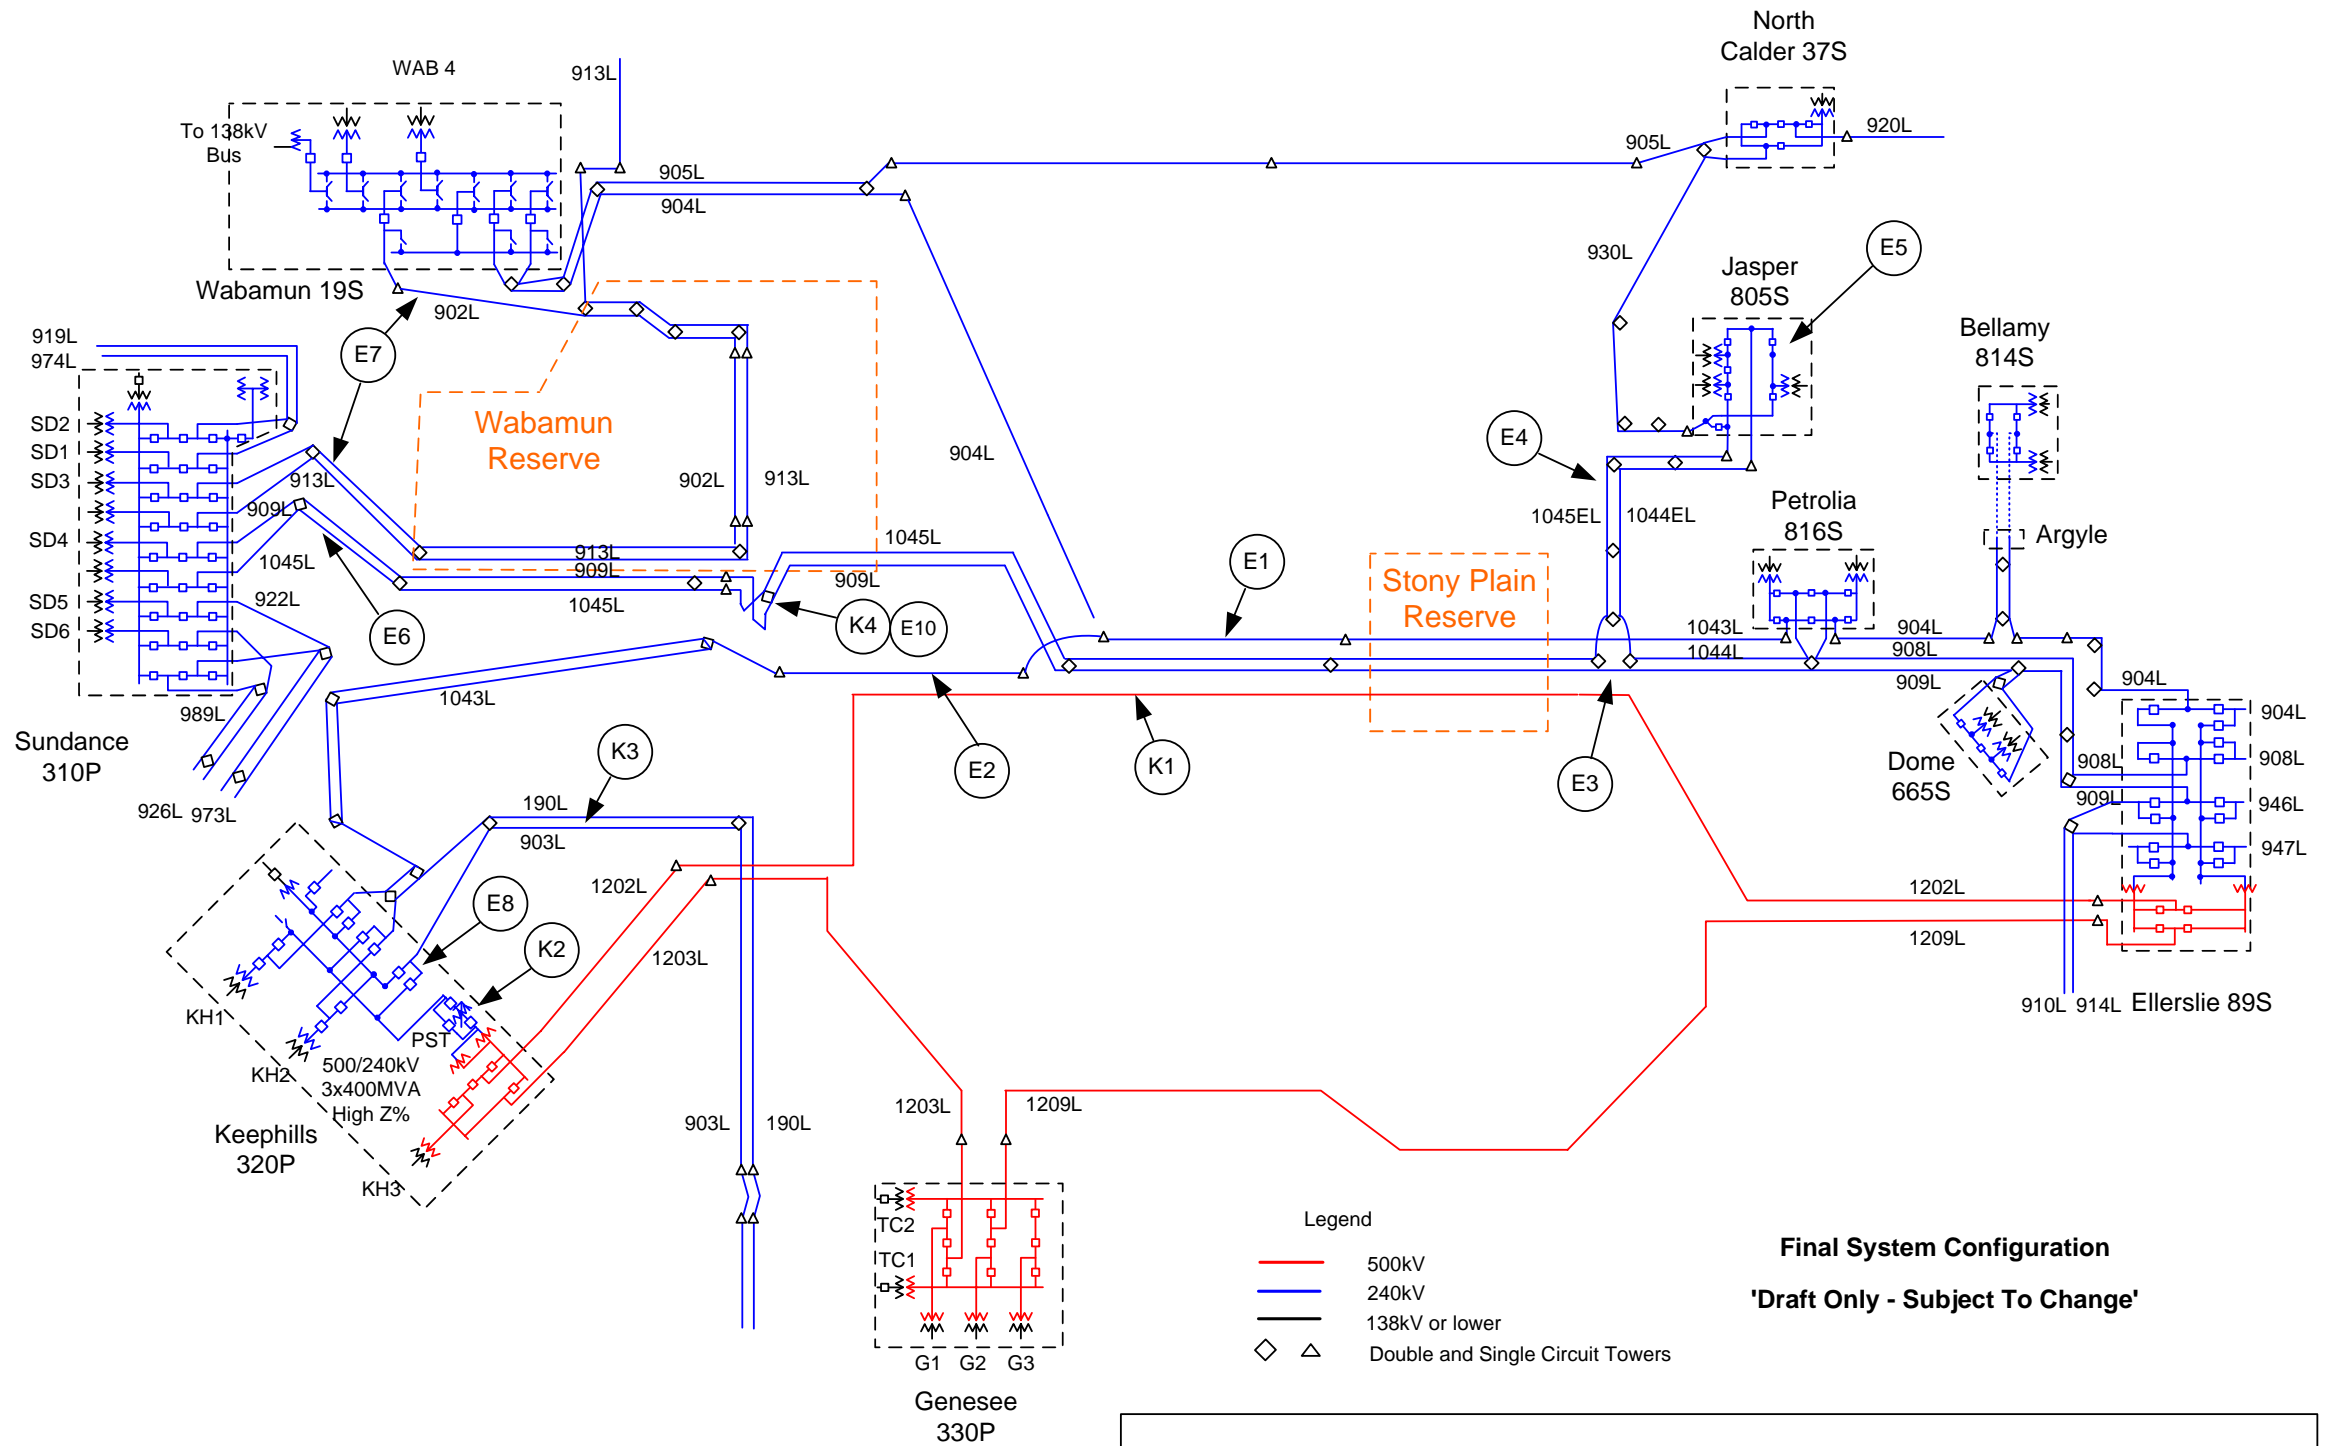 North
Calder 37S
WAB 4
913L
To 138kV
Bus
905L
904L
905L
920L
930L
E5
Jasper
805S
Wabamun 19S
902L
919L
974L
E7
Bellamy
814S
SD2
SD1
SD3
SD4
SD5
SD6
913L
909L
1045L
922L
Wabamun
Reserve
902L
913L
904L
E4
1045EL
1044EL
Petrolia
816S
Argyle
913L
909L
1045L
1045L
909L
E6
K4
E10
E1
Stony Plain
Reserve
1043L
1044L
904L
908L
909L
904L
989L
1043L
Sundance
310P
926L
973L
K3
E2
K1
E3
Dome
665S
908L
909L
904L
908L
946L
947L
190L
903L
1202L
1203L
E8
K2
1202L
1209L
KH1
KH2
KH3
PST
500/240kV
3x400MVA
High Z%
Keephills
320P
910L
914L
Ellerslie 89S
903L
190L
1203L
1209L
TC2
TC1
G1
G2
G3
Genesee
330P
Legend
500kV
240kV
138kV or lower
Double and Single Circuit Towers
Final System Configuration
'Draft Only - Subject To Change'